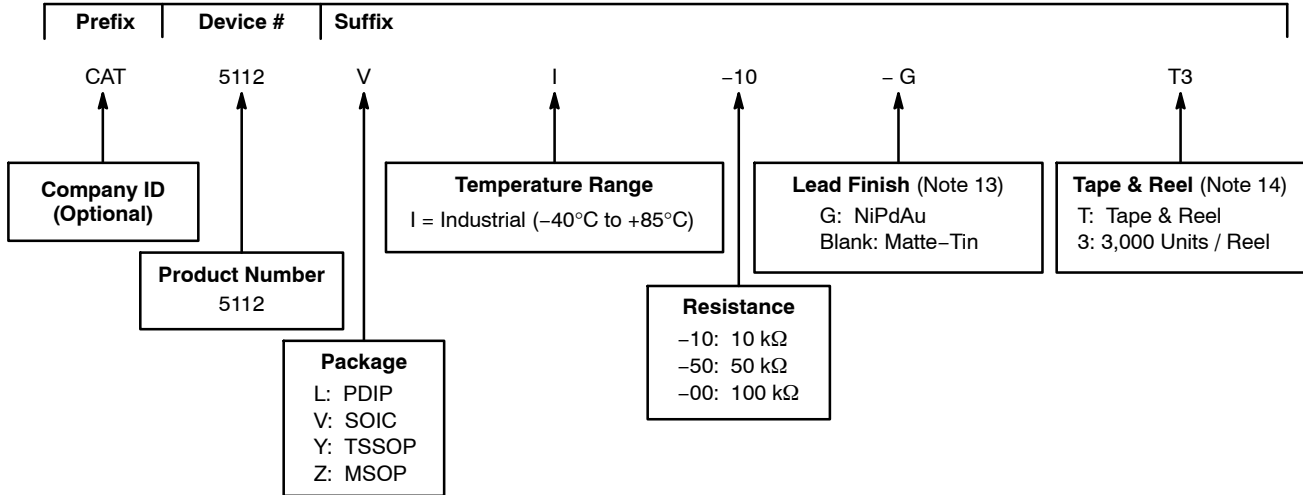 Prefix Device # Suffix
CAT 5112 V I −10 − G T3
Company ID
(Optional)
Product Number
5112
Package
L: PDIP
V: SOIC
Y: TSSOP
Z: MSOP
Temperature Range
I = Industrial (−40°C to +85°C)
Resistance
−10: 10 kΩ
−50: 50 kΩ
−00: 100 kΩ
Lead Finish (Note 13)
G: NiPdAu
Blank: Matte−Tin
Tape & Reel (Note 14)
T: Tape & Reel
3: 3,000 Units / Reel